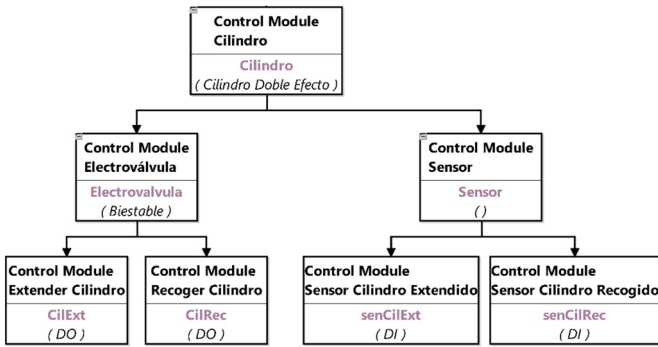 Control Module
Cilindro
Cilindro
( Cilindro Doble Efecto )
Control Module
Electroválvula
Electrovalvula
( Biestable )
Control Module
Sensor
Sensor
( )
Control Module
Extender Cilindro
CilExt
( DO )
Control Module
Recoger Cilindro
CilRec
( DO )
Control Module
Sensor Cilindro Extendido
senCilExt
( DI )
Control Module
Sensor Cilindro Recogido
senCilRec
( DI )